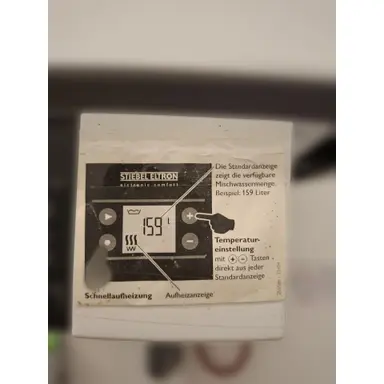 STIEBEL ELTRON
electronic comfort
159 l
Die Standardanzeige
zeigt die verfügbare
Mischwassermenge.
Beispiel: 159 Liter
Temperatur-
einstellung
mit + − Tasten
direkt aus jeder
Standardanzeige
Schnellaufheizung
Aufheizanzeige